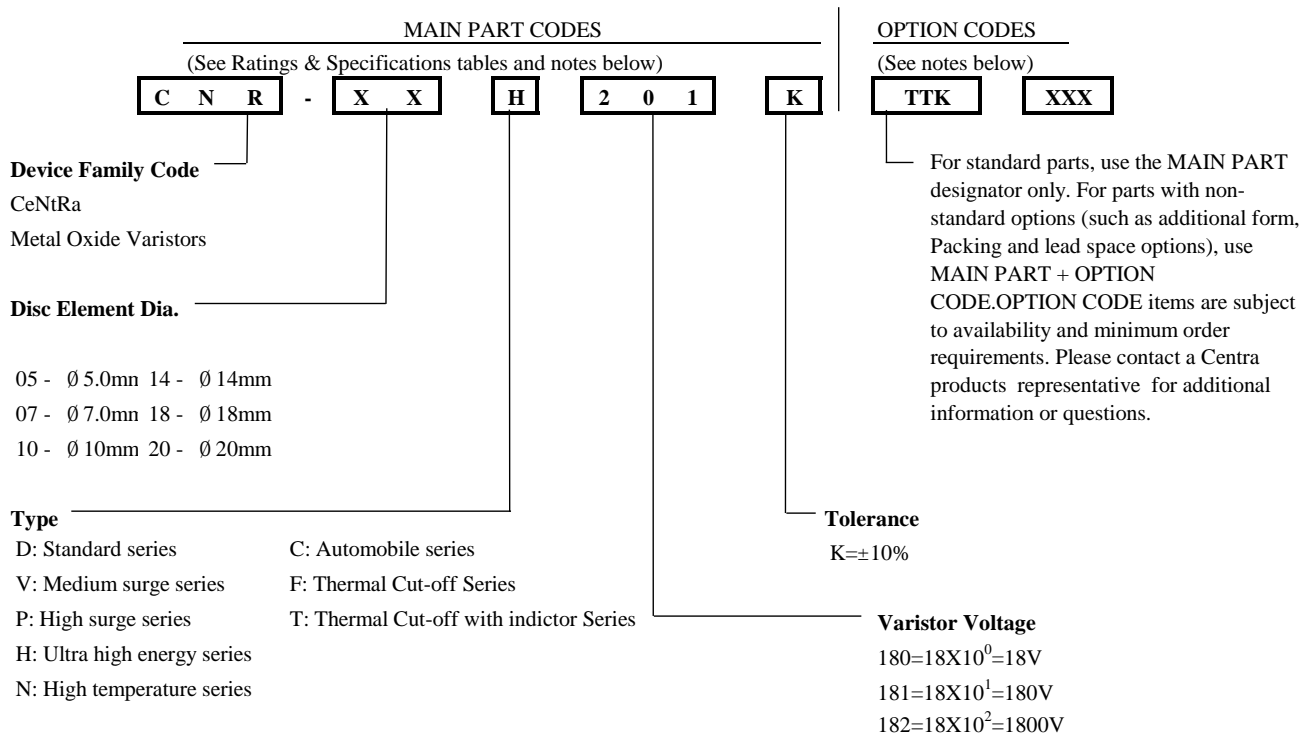 MAIN PART CODES
OPTION CODES
(See Ratings & Specifications tables and notes below)
(See notes below)
C N R - X X H 2 0 1 K TTK XXX
Device Family Code
CeNtRa
Metal Oxide Varistors
For standard parts, use the MAIN PART
designator only. For parts with non-
standard options (such as additional form,
Packing and lead space options), use
MAIN PART + OPTION
CODE.OPTION CODE items are subject
to availability and minimum order
requirements. Please contact a Centra
products representative for additional
information or questions.
Disc Element Dia.
05 - Ø 5.0mm 14 - Ø 14mm
07 - Ø 7.0mm 18 - Ø 18mm
10 - Ø 10mm 20 - Ø 20mm
Type
D: Standard series C: Automobile series
V: Medium surge series F: Thermal Cut-off Series
P: High surge series T: Thermal Cut-off with indictor Series
H: Ultra high energy series
N: High temperature series
Tolerance
K=±10%
Varistor Voltage
180=18X10⁰=18V
181=18X10¹=180V
182=18X10²=1800V